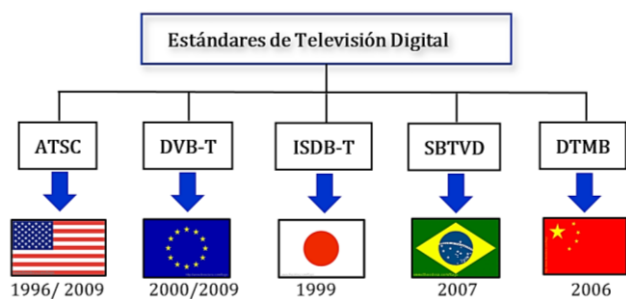 Estándares de Televisión Digital
ATSC DVB-T ISDB-T SBTVD DTMB
1996/ 2009 2000/2009 1999 2007 2006